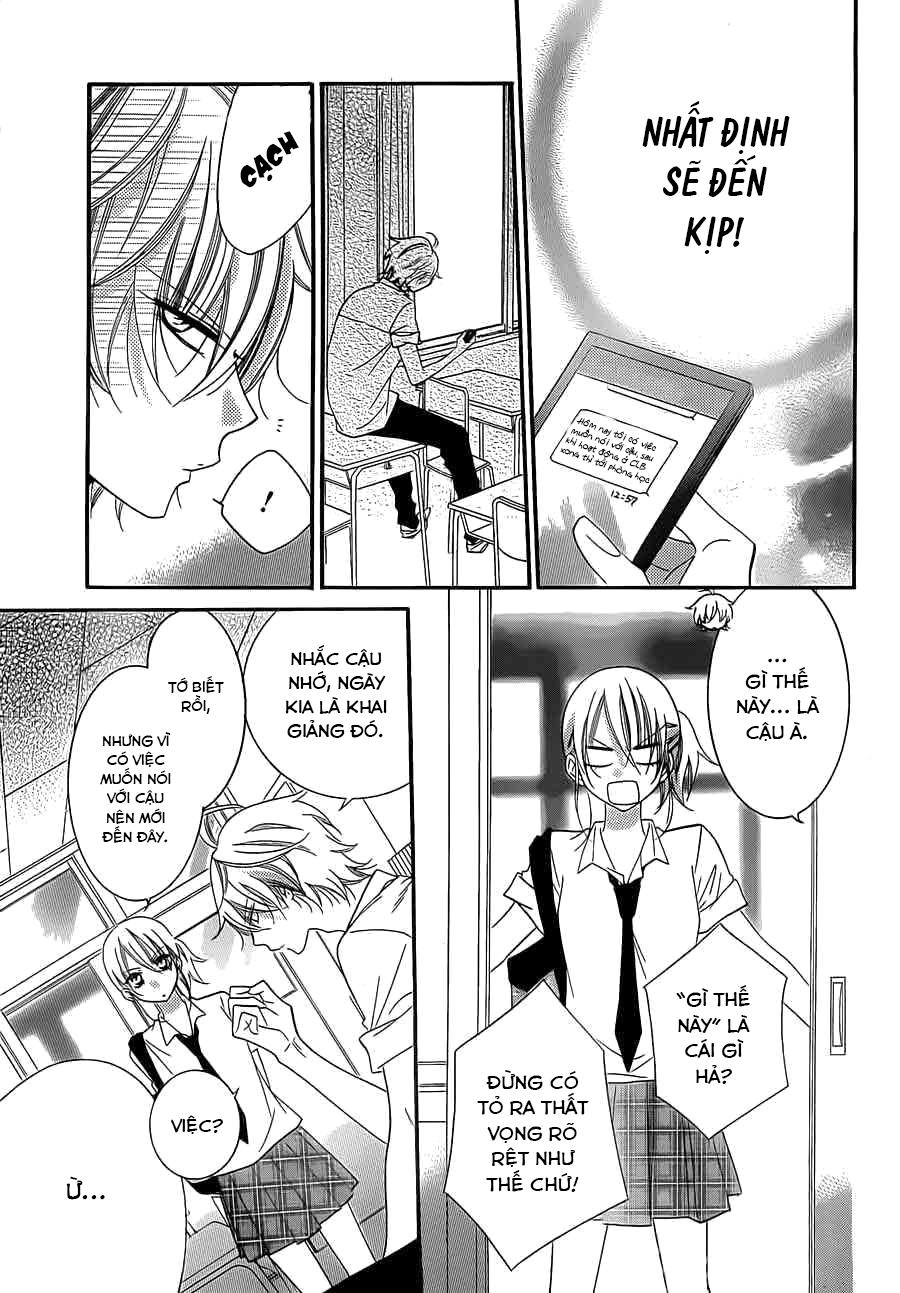 NHẤT ĐỊNH
SẼ ĐẾN
KỊP!
Hôm nay tôi có việc
muốn nói với cậu, sau
khi hoạt động ở CLB
xong thì tới phòng học
12:57
CẠCH
!
...
GÌ THẾ
NÀY... LÀ
CẬU À.
"GÌ THẾ
NÀY" LÀ
CÁI GÌ
HẢ?
ĐỪNG CÓ
TỎ RA THẤT
VỌNG RÕ
RỆT NHƯ
THẾ CHỨ!
NHẮC CẬU
NHỚ, NGÀY
KIA LÀ KHAI
GIẢNG ĐÓ.
TỚ BIẾT
RỒI,
NHƯNG VÌ
CÓ VIỆC
MUỐN NÓI
VỚI CẬU
NÊN MỚI
ĐẾN ĐÂY.
VIỆC?
Ừ...